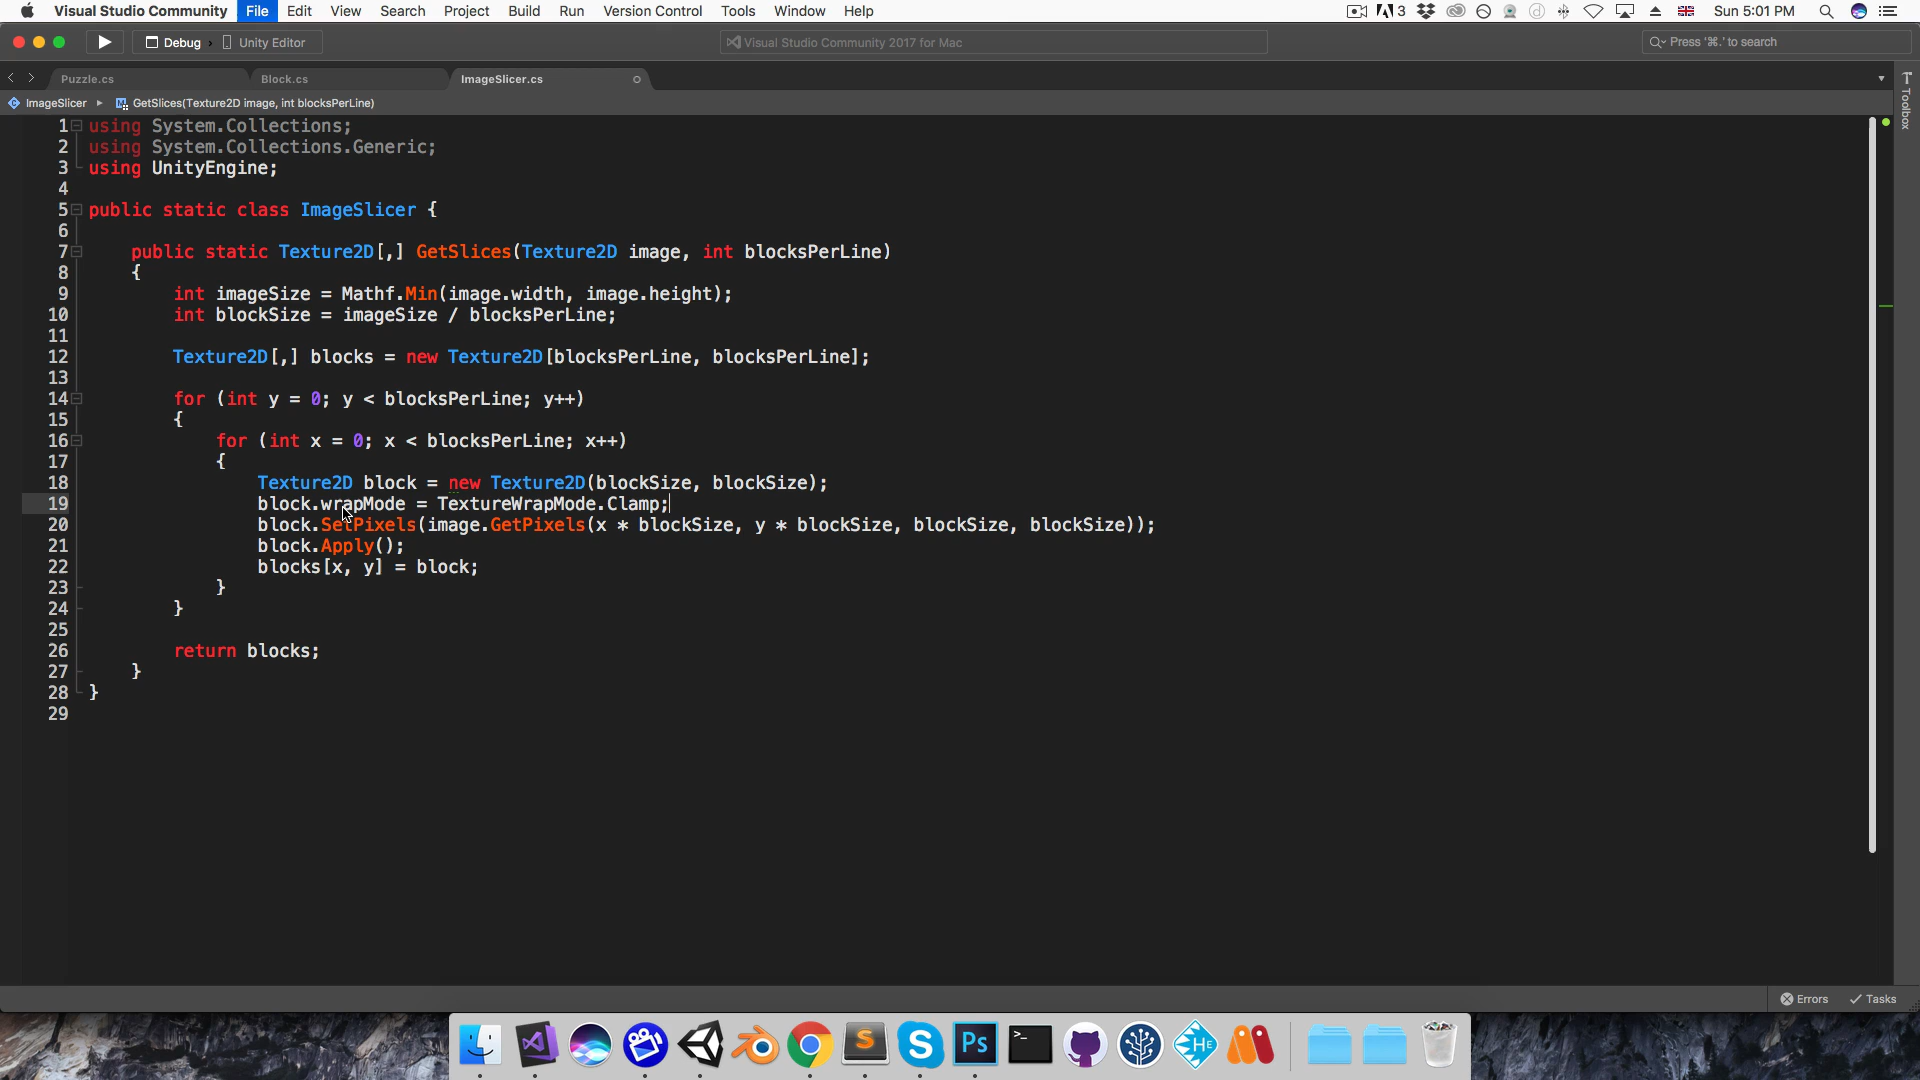 Visual Studio Community File Edit View Search Project Build Run Version Control Tools Window Help 3 Sun 5:01 PM
Debug Unity Editor Visual Studio Community 2017 for Mac Press '⌘.' to search
Puzzle.cs Block.cs ImageSlicer.cs
ImageSlicer GetSlices(Texture2D image, int blocksPerLine)
Toolbox
1 using System.Collections;
2 using System.Collections.Generic;
3 using UnityEngine;
4
5 public static class ImageSlicer {
6
7 public static Texture2D[,] GetSlices(Texture2D image, int blocksPerLine)
8 {
9 int imageSize = Mathf.Min(image.width, image.height);
10 int blockSize = imageSize / blocksPerLine;
11
12 Texture2D[,] blocks = new Texture2D[blocksPerLine, blocksPerLine];
13
14 for (int y = 0; y < blocksPerLine; y++)
15 {
16 for (int x = 0; x < blocksPerLine; x++)
17 {
18 Texture2D block = new Texture2D(blockSize, blockSize);
19 block.wrapMode = TextureWrapMode.Clamp;
20 block.SetPixels(image.GetPixels(x * blockSize, y * blockSize, blockSize, blockSize));
21 block.Apply();
22 blocks[x, y] = block;
23 }
24 }
25
26 return blocks;
27 }
28 }
29
Errors Tasks